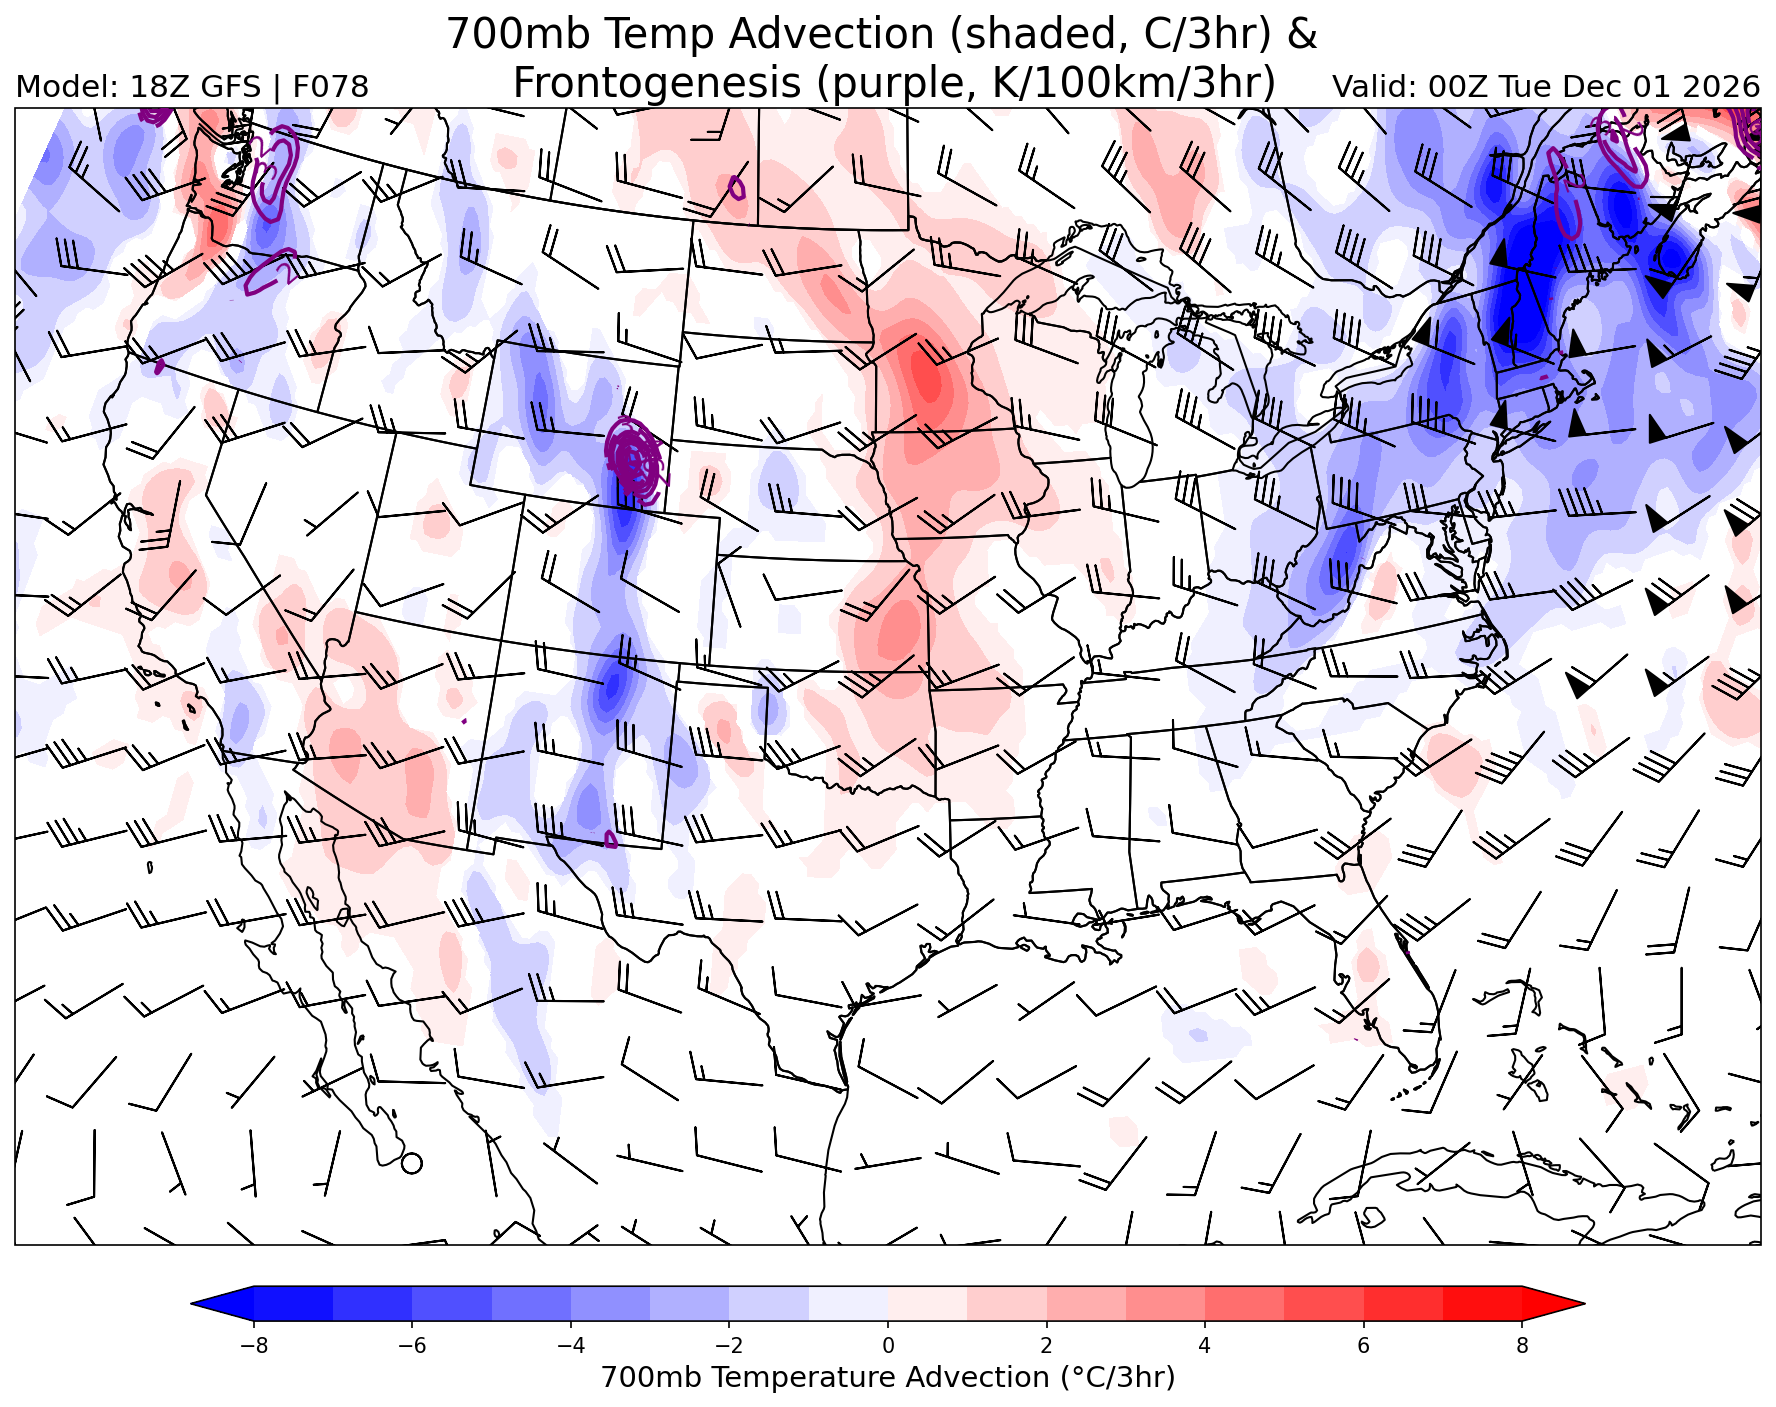 700mb Temp Advection (shaded, C/3hr) &
Frontogenesis (purple, K/100km/3hr)
Model: 18Z GFS | F078
Valid: 00Z Tue Dec 01 2026
−8 −6 −4 −2 0 2 4 6 8
700mb Temperature Advection (°C/3hr)